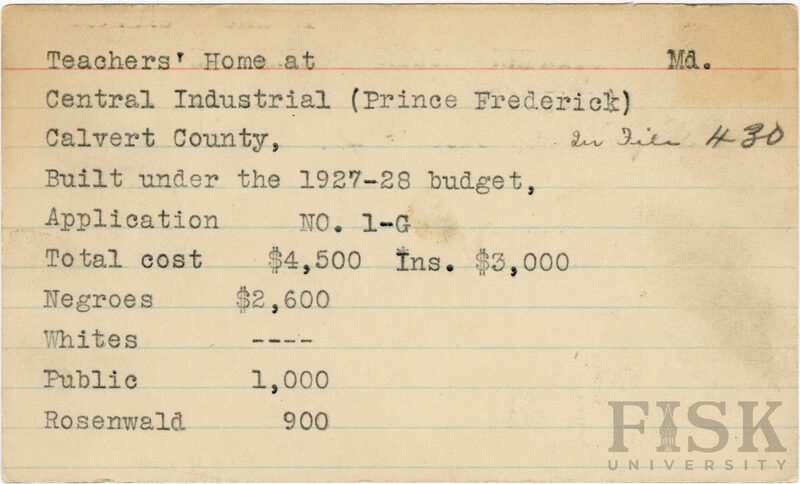 Teachers' Home at Md.
Central Industrial (Prince Frederick)
Calvert County, In File 430
Built under the 1927-28 budget,
Application NO. 1-G
Total cost $4,500 Ins. $3,000
Negroes $2,600
Whites ----
Public 1,000
Rosenwald 900
FISK
UNIVERSITY